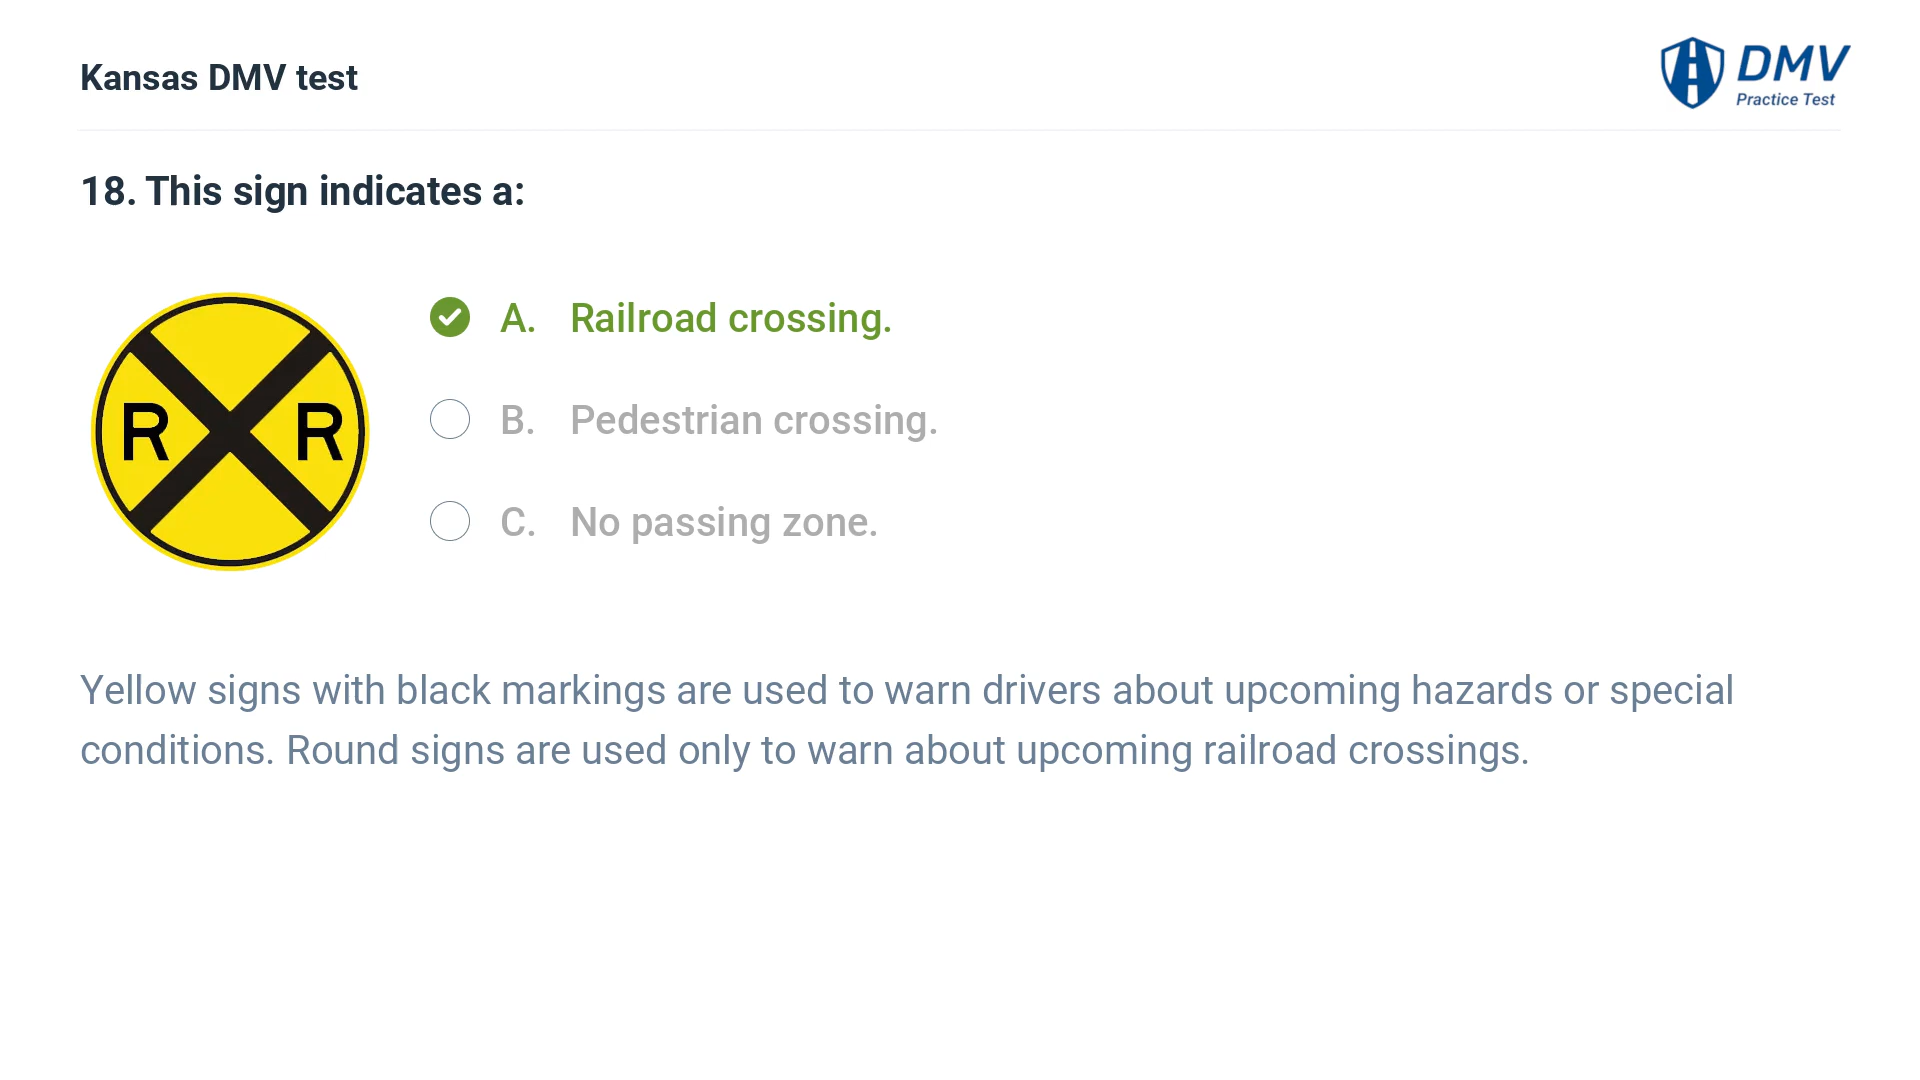 Kansas DMV test
DMV
Practice Test
18. This sign indicates a:
R R
A. Railroad crossing.
B. Pedestrian crossing.
C. No passing zone.
Yellow signs with black markings are used to warn drivers about upcoming hazards or special
conditions. Round signs are used only to warn about upcoming railroad crossings.